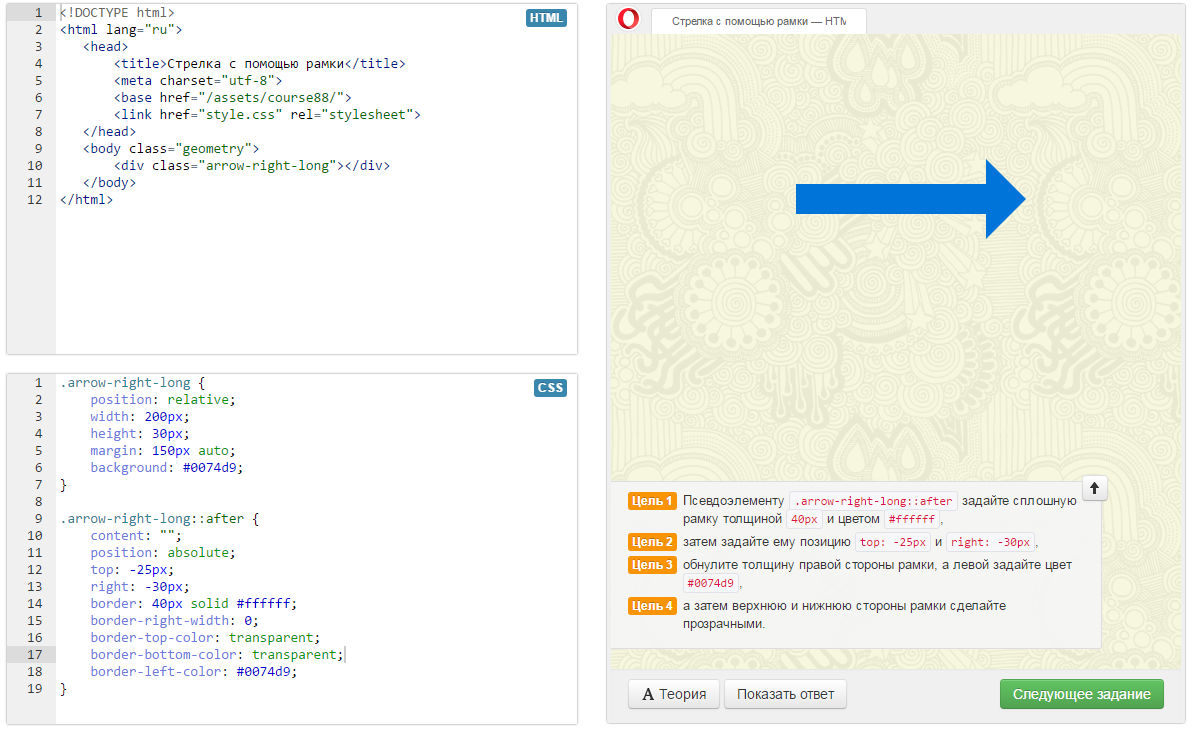 1 <!DOCTYPE html>
HTML
2 <html lang="ru">
3 <head>
4 <title>Стрелка с помощью рамки</title>
5 <meta charset="utf-8">
6 <base href="/assets/course88/">
7 <link href="style.css" rel="stylesheet">
8 </head>
9 <body class="geometry">
10 <div class="arrow-right-long"></div>
11 </body>
12 </html>
1 .arrow-right-long {
CSS
2 position: relative;
3 width: 200px;
4 height: 30px;
5 margin: 150px auto;
6 background: #0074d9;
7 }
8
9 .arrow-right-long::after {
10 content: "";
11 position: absolute;
12 top: -25px;
13 right: -30px;
14 border: 40px solid #ffffff;
15 border-right-width: 0;
16 border-top-color: transparent;
17 border-bottom-color: transparent;
18 border-left-color: #0074d9;
19 }
Стрелка с помощью рамки — HTM
Цель 1 Псевдоэлементу .arrow-right-long::after задайте сплошную
рамку толщиной 40px и цветом #ffffff,
Цель 2 затем задайте ему позицию top: -25px и right: -30px,
Цель 3 обнулите толщину правой стороны рамки, а левой задайте цвет
#0074d9,
Цель 4 а затем верхнюю и нижнюю стороны рамки сделайте
прозрачными.
A Теория Показать ответ Следующее задание